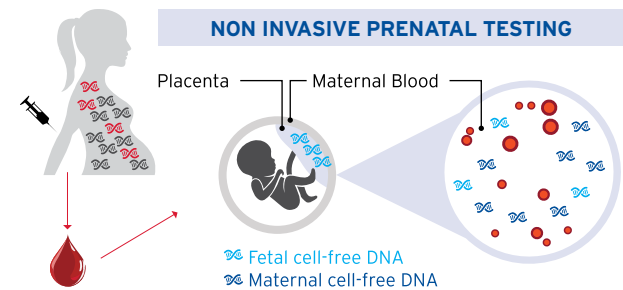 NON INVASIVE PRENATAL TESTING
Placenta
Maternal Blood
Fetal cell-free DNA
Maternal cell-free DNA